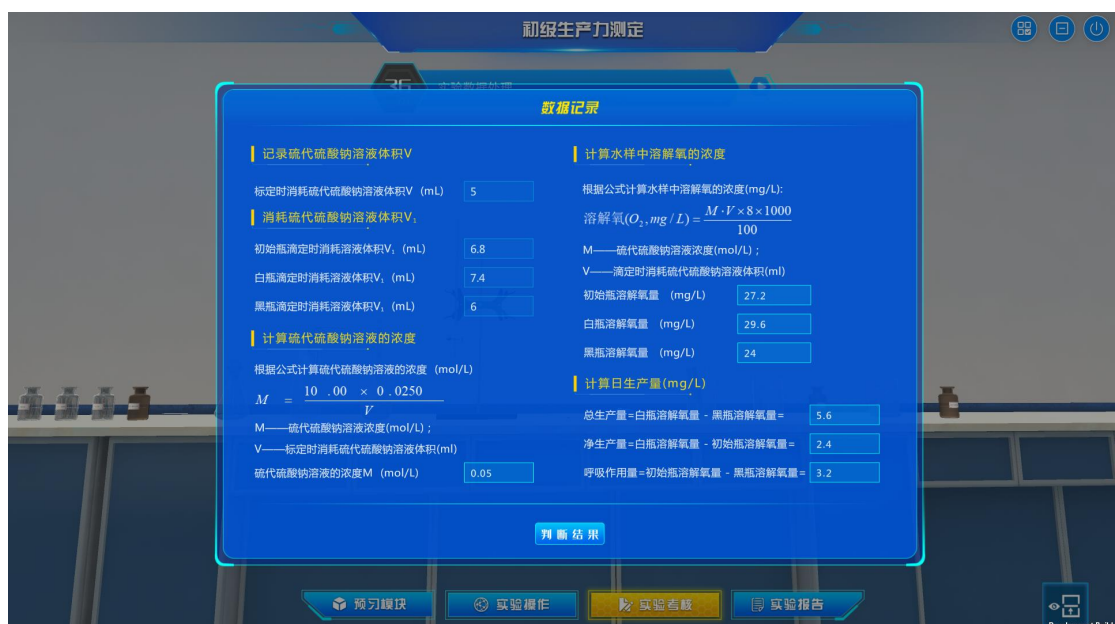 初级生产力测定
36
实验数据处理
数据记录
记录硫代硫酸钠溶液体积V
标定时消耗硫代硫酸钠溶液体积V (mL) 5
消耗硫代硫酸钠溶液体积V₁
初始瓶滴定时消耗溶液体积V₁ (mL) 6.8
白瓶滴定时消耗溶液体积V₁ (mL) 7.4
黑瓶滴定时消耗溶液体积V₁ (mL) 6
计算硫代硫酸钠溶液的浓度
根据公式计算硫代硫酸钠溶液的浓度 (mol/L)
M = 10 .00 × 0 .0250 / V
M——硫代硫酸钠溶液浓度(mol/L)；
V——标定时消耗硫代硫酸钠溶液体积(ml)
硫代硫酸钠溶液的浓度M (mol/L) 0.05
计算水样中溶解氧的浓度
根据公式计算水样中溶解氧的浓度(mg/L):
溶解氧(O₂,mg / L) = M·V×8×1000 / 100
M——硫代硫酸钠溶液浓度(mol/L)；
V——滴定时消耗硫代硫酸钠溶液体积(ml)
初始瓶溶解氧量 (mg/L) 27.2
白瓶溶解氧量 (mg/L) 29.6
黑瓶溶解氧量 (mg/L) 24
计算日生产量(mg/L)
总生产量=白瓶溶解氧量 - 黑瓶溶解氧量= 5.6
净生产量=白瓶溶解氧量 - 初始瓶溶解氧量= 2.4
呼吸作用量=初始瓶溶解氧量 - 黑瓶溶解氧量= 3.2
判断结果
预习模块
实验操作
实验考核
实验报告